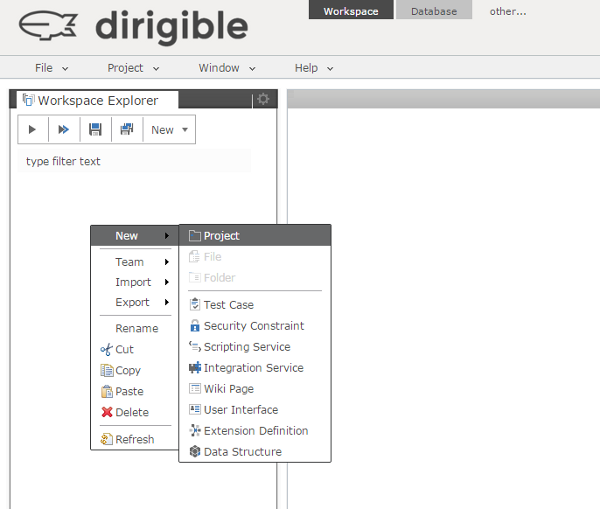 dirigible
Workspace Database other...
File Project Window Help
Workspace Explorer
New
type filter text
New
Team
Import
Export
Rename
Cut
Copy
Paste
Delete
Refresh
Project
File
Folder
Test Case
Security Constraint
Scripting Service
Integration Service
Wiki Page
User Interface
Extension Definition
Data Structure